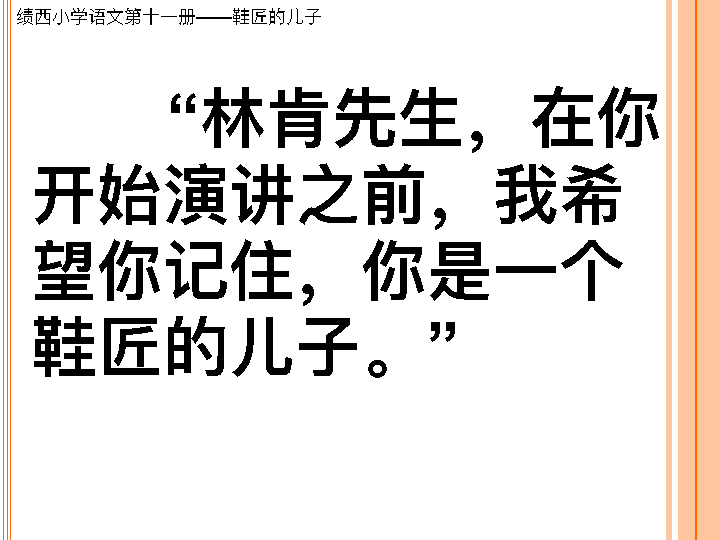 绩西小学语文第十一册——鞋匠的儿子
“林肯先生，在你
开始演讲之前，我希
望你记住，你是一个
鞋匠的儿子。”